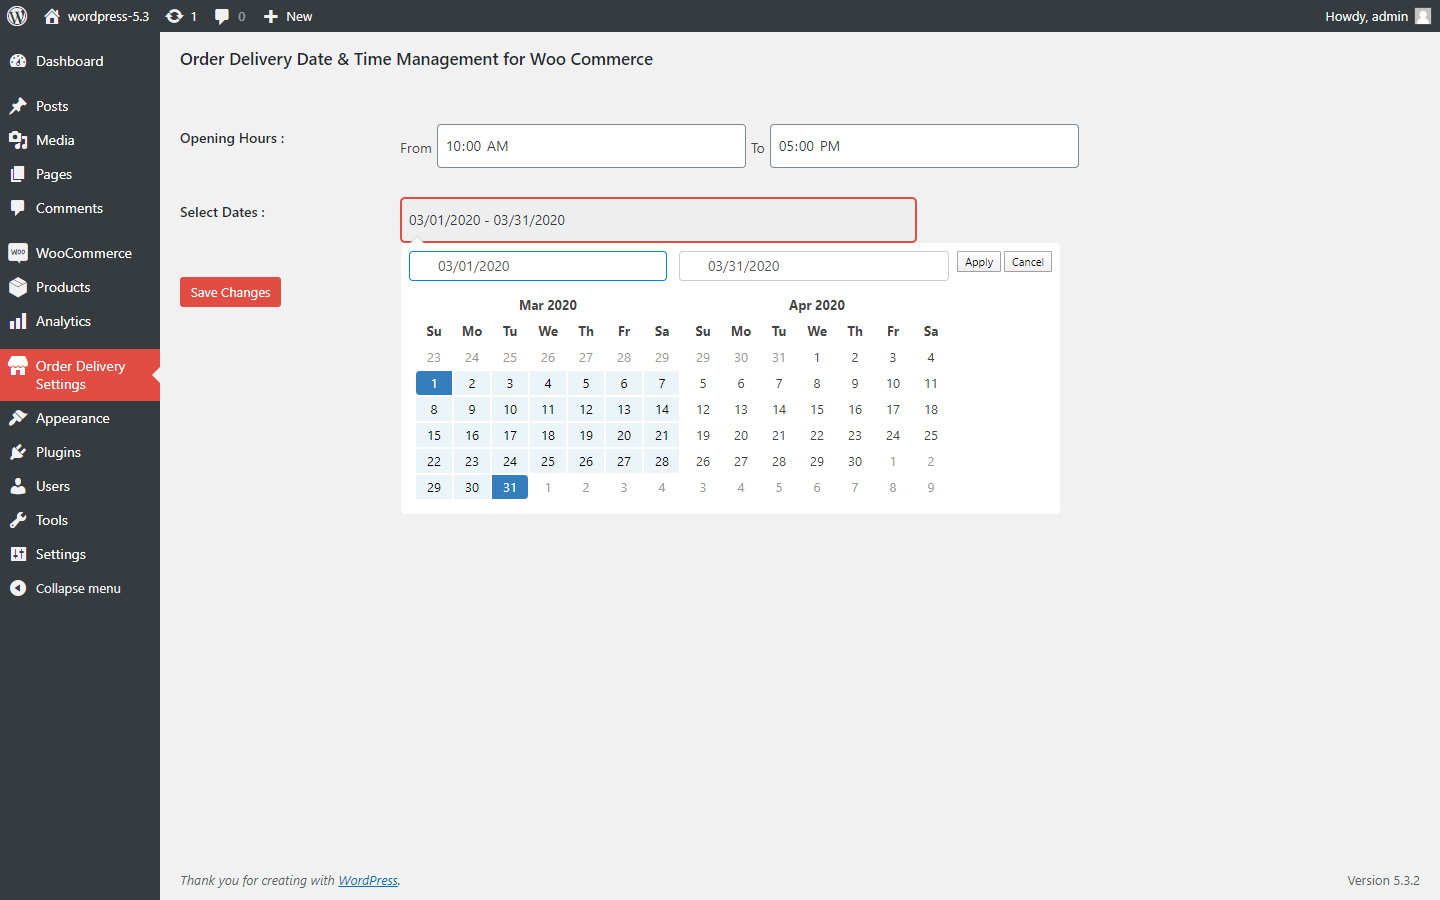 wordpress-5.3 1 0 New Howdy, admin
Dashboard
Posts
Media
Pages
Comments
WooCommerce
Products
Analytics
Order Delivery
Settings
Appearance
Plugins
Users
Tools
Settings
Collapse menu
Order Delivery Date & Time Management for Woo Commerce
Opening Hours :
From 10:00 AM To 05:00 PM
Select Dates :
03/01/2020 - 03/31/2020
03/01/2020 03/31/2020 Apply Cancel
Save Changes
Mar 2020 Apr 2020
Su Mo Tu We Th Fr Sa Su Mo Tu We Th Fr Sa
23 24 25 26 27 28 29 29 30 31 1 2 3 4
1 2 3 4 5 6 7 5 6 7 8 9 10 11
8 9 10 11 12 13 14 12 13 14 15 16 17 18
15 16 17 18 19 20 21 19 20 21 22 23 24 25
22 23 24 25 26 27 28 26 27 28 29 30 1 2
29 30 31 1 2 3 4 3 4 5 6 7 8 9
Thank you for creating with WordPress.
Version 5.3.2